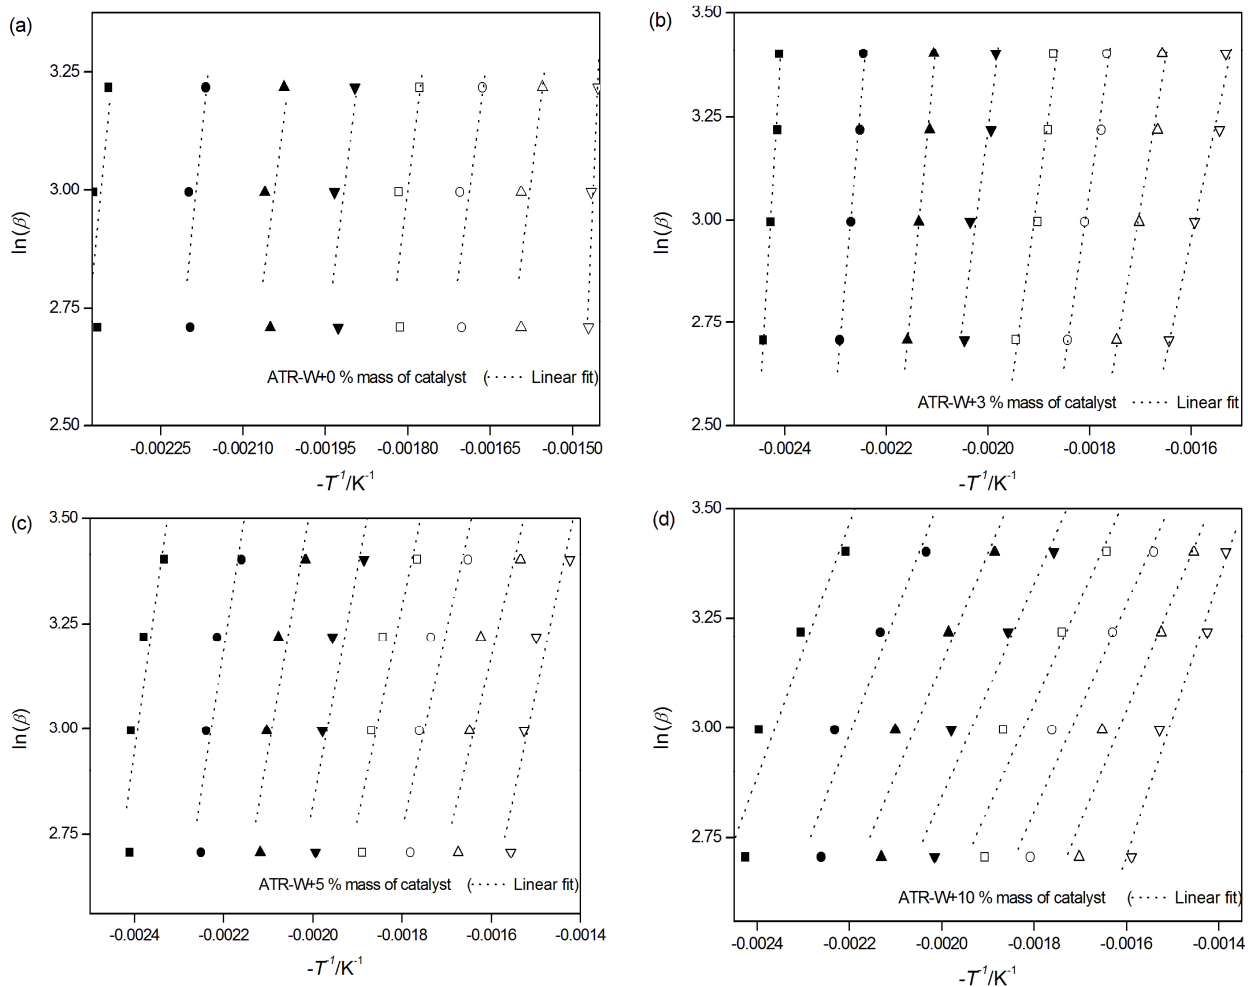 (a)
3.25
3.00
2.75
2.50
ln(β)
ATR-W+0 % mass of catalyst (····· Linear fit)
-0.00225 -0.00210 -0.00195 -0.00180 -0.00165 -0.00150
-T⁻¹/K⁻¹
(b)
3.50
3.25
3.00
2.75
2.50
ln(β)
ATR-W+3 % mass of catalyst ····· Linear fit
-0.0024 -0.0022 -0.0020 -0.0018 -0.0016
-T⁻¹/K⁻¹
(c)
3.50
3.25
3.00
2.75
ln(β)
ATR-W+5 % mass of catalyst (····· Linear fit)
-0.0024 -0.0022 -0.0020 -0.0018 -0.0016 -0.0014
-T⁻¹/K⁻¹
(d)
3.50
3.25
3.00
2.75
ln(β)
ATR-W+10 % mass of catalyst (····· Linear fit)
-0.0024 -0.0022 -0.0020 -0.0018 -0.0016 -0.0014
-T⁻¹/K⁻¹